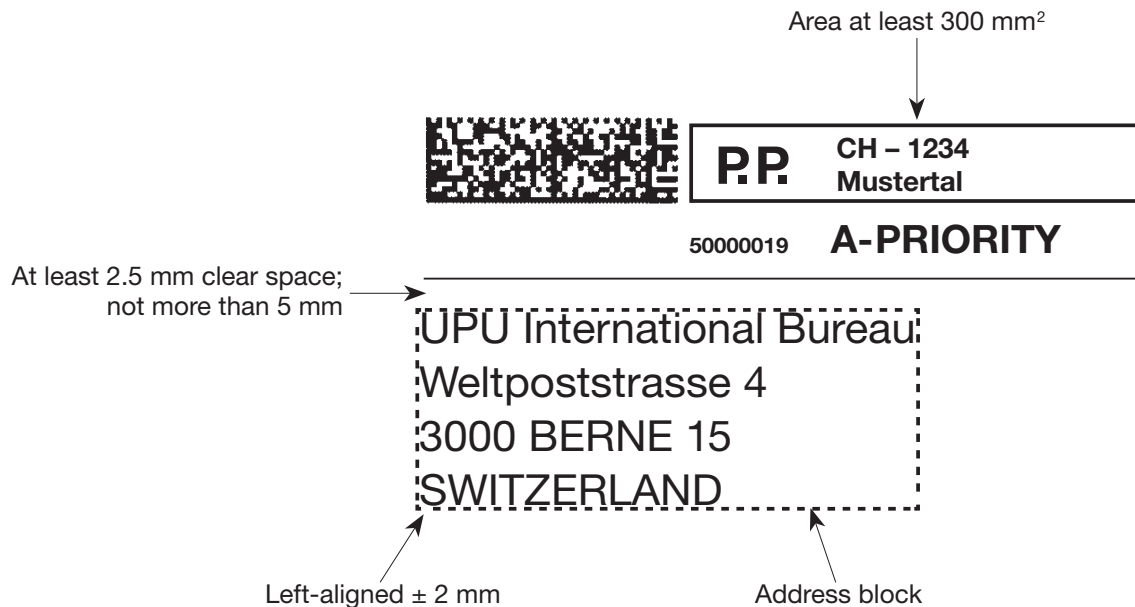 Area at least 300 mm²
P.P.
CH – 1234
Mustertal
50000019 A-PRIORITY
At least 2.5 mm clear space;
not more than 5 mm
UPU International Bureau
Weltpoststrasse 4
3000 BERNE 15
SWITZERLAND
Left-aligned ± 2 mm
Address block